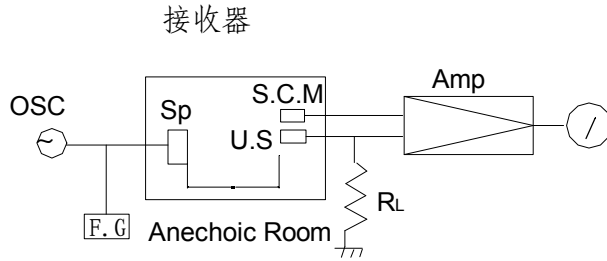 接收器
OSC
Sp
S.C.M
U.S
Amp
F.G
RL
Anechoic Room